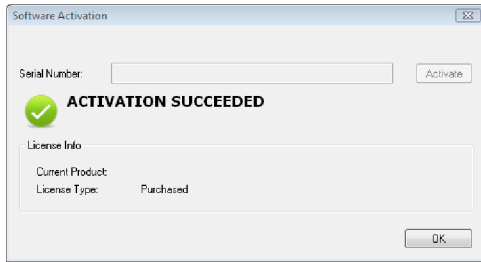 Software Activation
Serial Number:
Activate
ACTIVATION SUCCEEDED
License Info
Current Product:
License Type: Purchased
OK